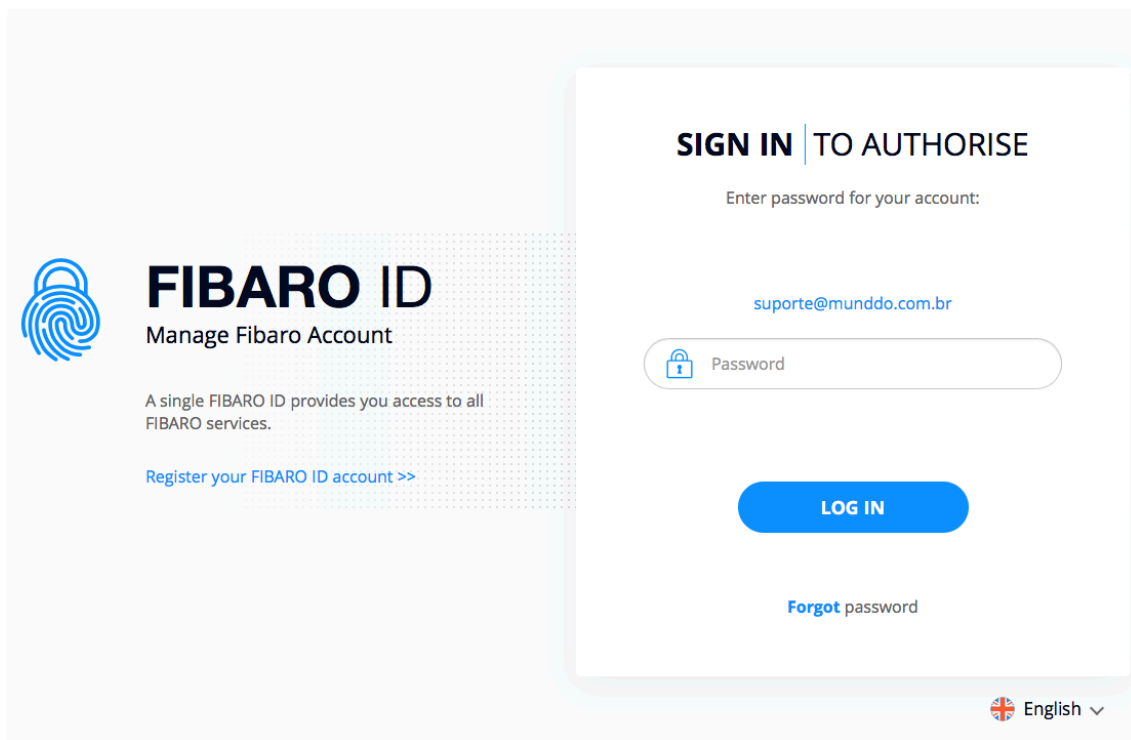 FIBARO ID
Manage Fibaro Account
A single FIBARO ID provides you access to all
FIBARO services.
Register your FIBARO ID account >>
SIGN IN TO AUTHORISE
Enter password for your account:
suporte@munddo.com.br
Password
LOG IN
Forgot password
English